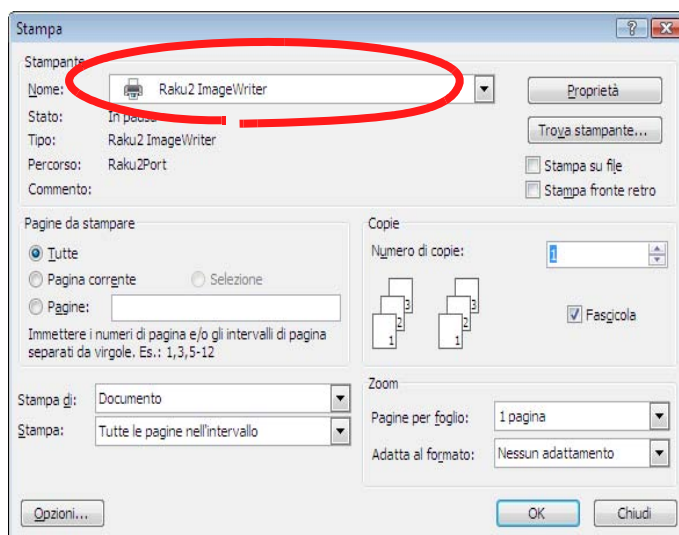 Stampa
Stampante
Nome: Raku2 ImageWriter
Proprietà
Stato: In pausa
Trova stampante...
Tipo: Raku2 ImageWriter
Percorso: Raku2Port
Stampa su file
Commento:
Stampa fronte retro
Pagine da stampare
Tutte
Pagina corrente Selezione
Pagine:
Immettere i numeri di pagina e/o gli intervalli di pagina
separati da virgole. Es.: 1,3,5-12
Copie
Numero di copie: 1
3 3
2 2
1 1
Fascicola
Stampa di: Documento
Stampa: Tutte le pagine nell'intervallo
Zoom
Pagine per foglio: 1 pagina
Adatta al formato: Nessun adattamento
Opzioni...
OK Chiudi